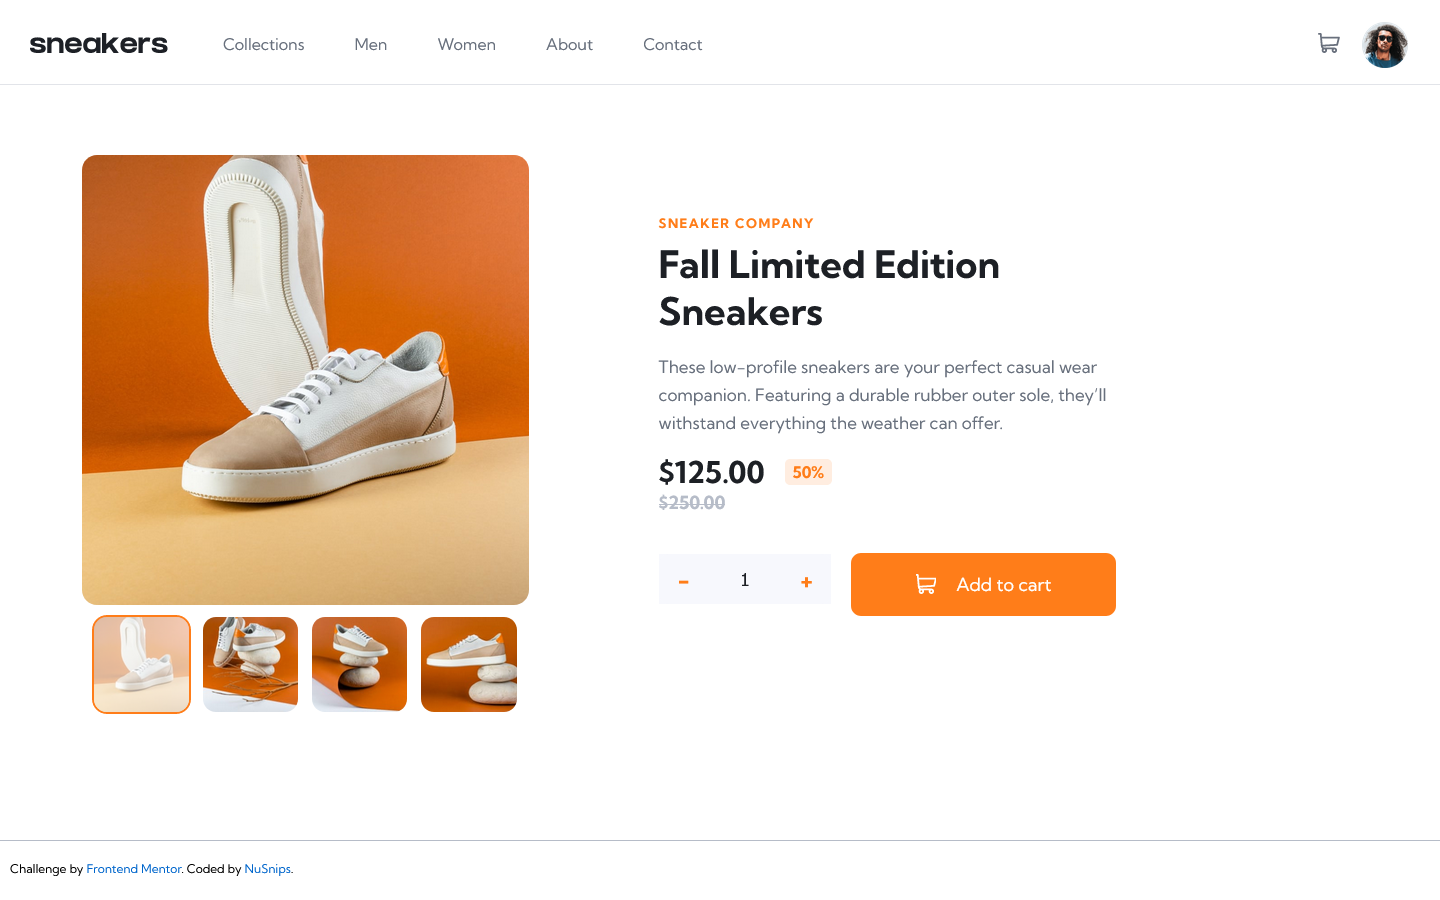 sneakers
Collections Men Women About Contact
SNEAKER COMPANY
Fall Limited Edition
Sneakers
These low-profile sneakers are your perfect casual wear
companion. Featuring a durable rubber outer sole, they’ll
withstand everything the weather can offer.
$125.00 50%
$250.00
- 1 + Add to cart
Challenge by Frontend Mentor. Coded by NuSnips.